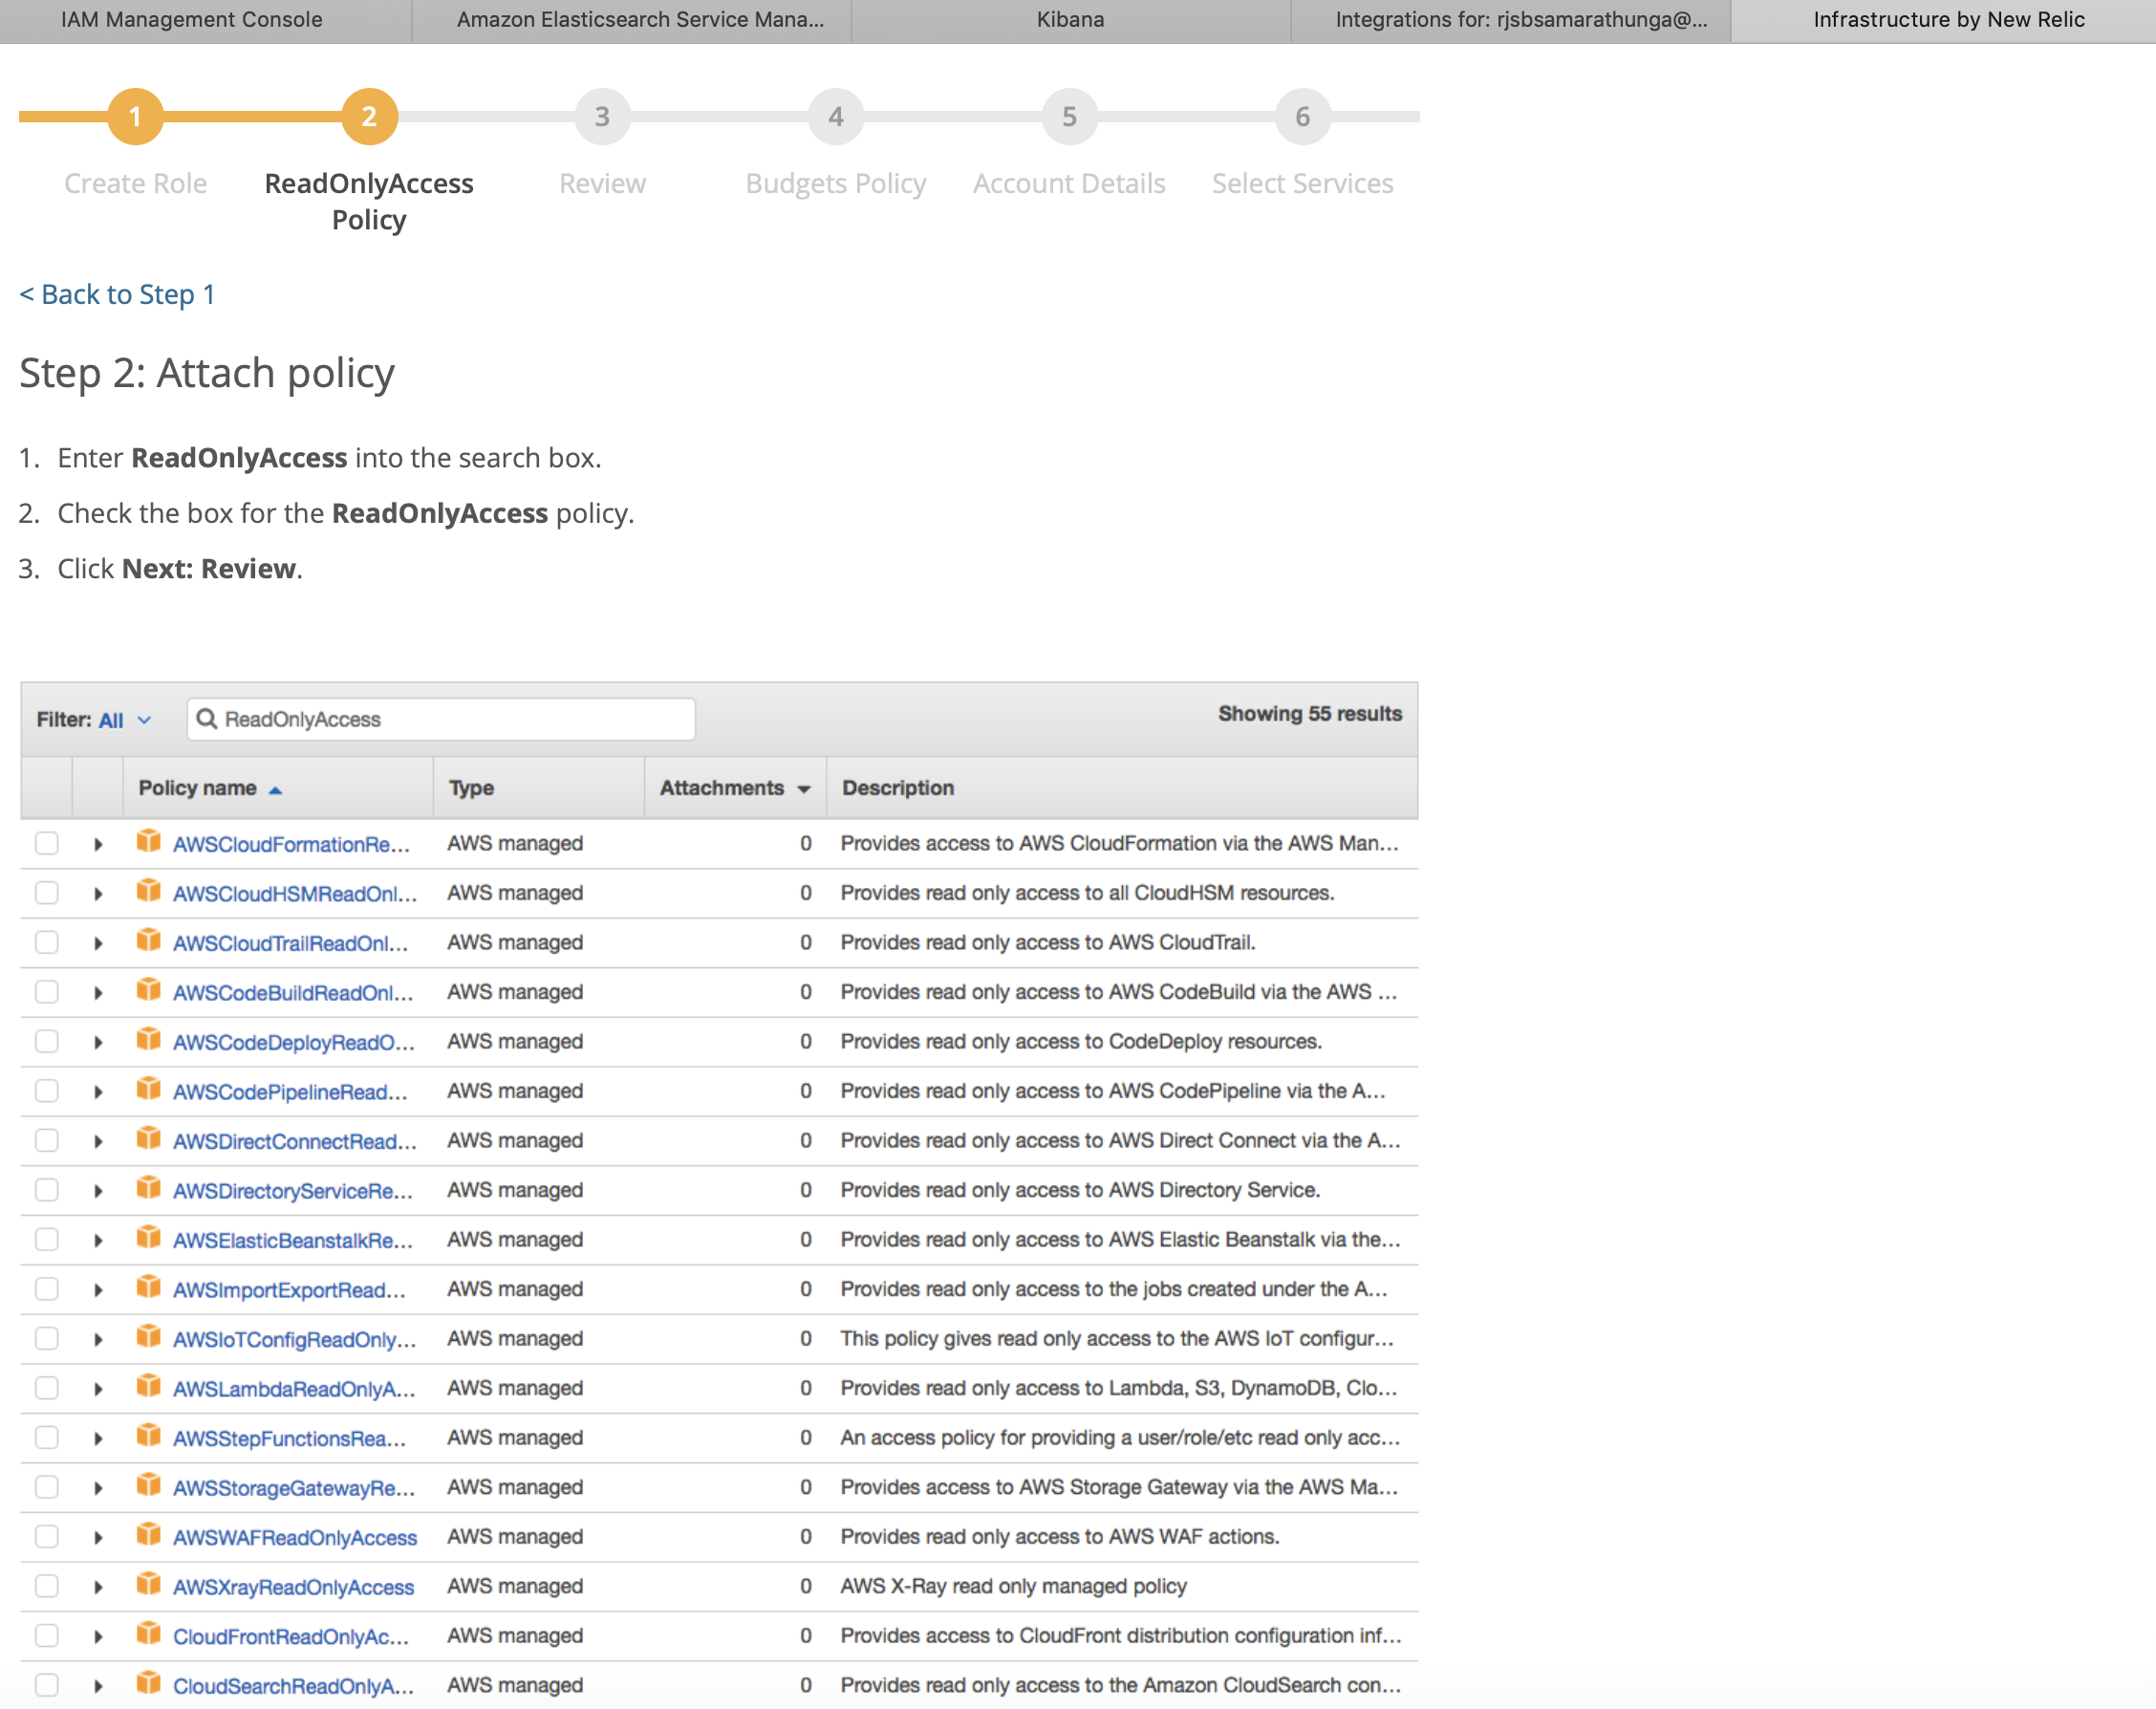 IAM Management Console
Amazon Elasticsearch Service Mana...
Kibana
Integrations for: rjsbsamarathunga@...
Infrastructure by New Relic
1
2
3
4
5
6
Create Role
ReadOnlyAccess
Policy
Review
Budgets Policy
Account Details
Select Services
< Back to Step 1
Step 2: Attach policy
1. Enter ReadOnlyAccess into the search box.
2. Check the box for the ReadOnlyAccess policy.
3. Click Next: Review.
Filter: All
ReadOnlyAccess
Showing 55 results
Policy name Type Attachments Description
AWSCloudFormationRe... AWS managed 0 Provides access to AWS CloudFormation via the AWS Man...
AWSCloudHSMReadOnl... AWS managed 0 Provides read only access to all CloudHSM resources.
AWSCloudTrailReadOnl... AWS managed 0 Provides read only access to AWS CloudTrail.
AWSCodeBuildReadOnl... AWS managed 0 Provides read only access to AWS CodeBuild via the AWS ...
AWSCodeDeployReadO... AWS managed 0 Provides read only access to CodeDeploy resources.
AWSCodePipelineRead... AWS managed 0 Provides read only access to AWS CodePipeline via the A...
AWSDirectConnectRead... AWS managed 0 Provides read only access to AWS Direct Connect via the A...
AWSDirectoryServiceRe... AWS managed 0 Provides read only access to AWS Directory Service.
AWSElasticBeanstalkRe... AWS managed 0 Provides read only access to AWS Elastic Beanstalk via the...
AWSImportExportRead... AWS managed 0 Provides read only access to the jobs created under the A...
AWSIoTConfigReadOnly... AWS managed 0 This policy gives read only access to the AWS IoT configur...
AWSLambdaReadOnlyA... AWS managed 0 Provides read only access to Lambda, S3, DynamoDB, Clo...
AWSStepFunctionsRea... AWS managed 0 An access policy for providing a user/role/etc read only acc...
AWSStorageGatewayRe... AWS managed 0 Provides access to AWS Storage Gateway via the AWS Ma...
AWSWAFReadOnlyAccess AWS managed 0 Provides read only access to AWS WAF actions.
AWSXrayReadOnlyAccess AWS managed 0 AWS X-Ray read only managed policy
CloudFrontReadOnlyAc... AWS managed 0 Provides access to CloudFront distribution configuration inf...
CloudSearchReadOnlyA... AWS managed 0 Provides read only access to the Amazon CloudSearch con...